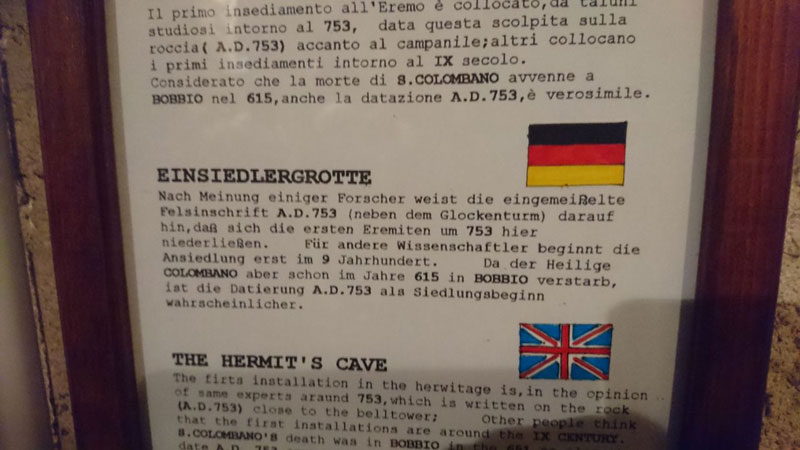 Il primo insediamento all'Eremo è collocato,da taluni
studiosi intorno al 753, data questa scolpita sulla
roccia( A.D.753) accanto al campanile;altri collocano
i primi insediamenti intorno al IX secolo.
Considerato che la morte di S.COLOMBANO avvenne a
BOBBIO nel 615,anche la datazione A.D.753,è verosimile.
EINSIEDLERGROTTE
Nach Meinung einiger Forscher weist die eingemeißelte
Felsinschrift A.D.753 (neben dem Glockenturm) darauf
hin,daß sich die ersten Eremiten um 753 hier
niederließen. Für andere Wissenschaftler beginnt die
Ansiedlung erst im 9 Jahrhundert. Da der Heilige
COLOMBANO aber schon im Jahre 615 in BOBBIO verstarb,
ist die Datierung A.D.753 als Siedlungsbeginn
wahrscheinlicher.
THE HERMIT'S CAVE
The firts installation in the herwitage is,in the opinion
of same experts araund 753,which is written on the rock
(A.D.753) close to the belltower; Other people think
that the first installations are around the IX CENTURY.
S.COLOMBANO'S death was in BOBBIO in the
date A.D. 753